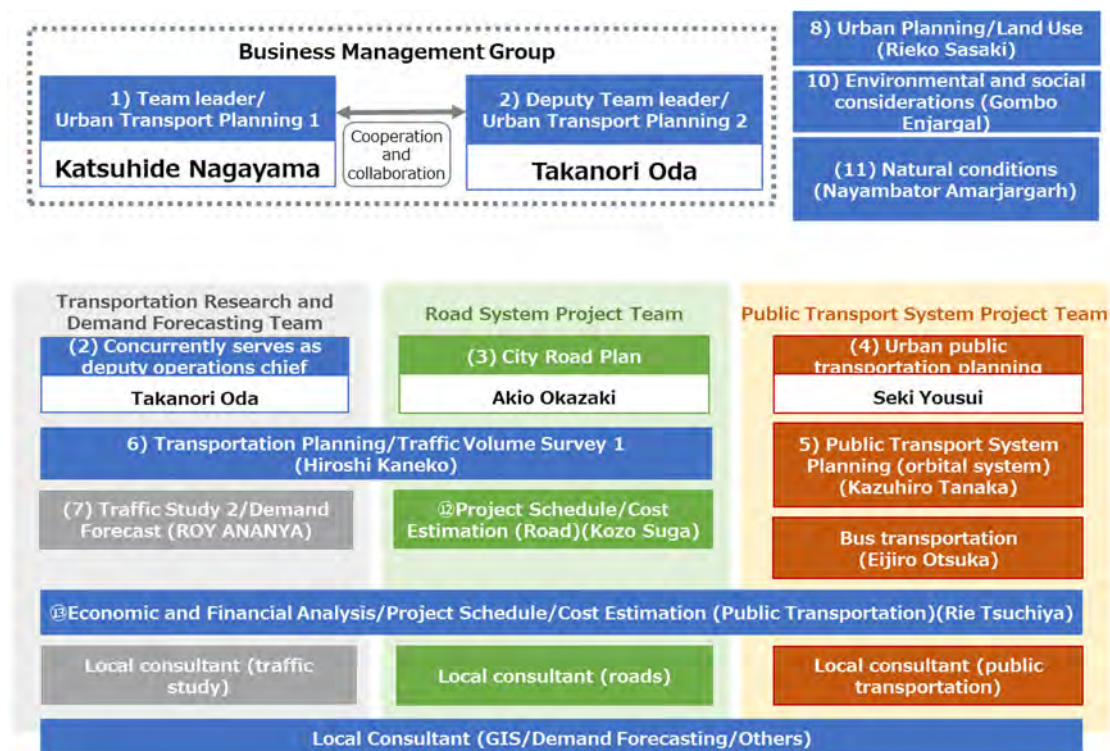 Business Management Group
1) Team leader/
Urban Transport Planning 1
Katsuhide Nagayama
Cooperation
and
collaboration
2) Deputy Team leader/
Urban Transport Planning 2
Takanori Oda
8) Urban Planning/Land Use
(Rieko Sasaki)
10) Environmental and social
considerations (Gombo
Enjargal)
(11) Natural conditions
(Nayambator Amarjargarh)
Transportation Research and
Demand Forecasting Team
(2) Concurrently serves as
deputy operations chief
Takanori Oda
Road System Project Team
(3) City Road Plan
Akio Okazaki
Public Transport System Project Team
(4) Urban public
transportation planning
Seki Yousui
6) Transportation Planning/Traffic Volume Survey 1
(Hiroshi Kaneko)
5) Public Transport System
Planning (orbital system)
(Kazuhiro Tanaka)
(7) Traffic Study 2/Demand
Forecast (ROY ANANYA)
⑫Project Schedule/Cost
Estimation (Road)(Kozo Suga)
Bus transportation
(Eijiro Otsuka)
⑬Economic and Financial Analysis/Project Schedule/Cost Estimation (Public Transportation)(Rie Tsuchiya)
Local consultant (traffic
study)
Local consultant (roads)
Local consultant (public
transportation)
Local Consultant (GIS/Demand Forecasting/Others)